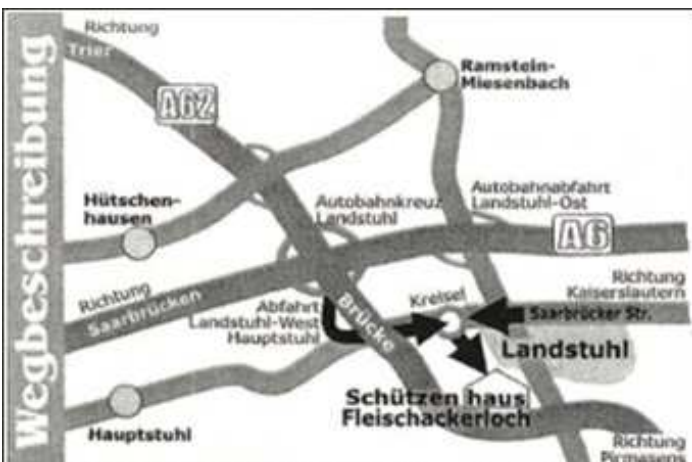 Wegbeschreibung
Richtung
Trier
A62
Ramstein-
Miesenbach
Hütschen-
hausen
Autobahnkreuz
Landstuhl
Autobahnabfahrt
Landstuhl-Ost
A6
Richtung
Saarbrücken
Abfahrt
Landstuhl-West
Hauptstuhl
Brücke
Kreisel
Richtung
Kaiserslautern
Saarbrücker Str.
Landstuhl
Schützen haus
Fleischackerloch
Hauptstuhl
Richtung
Pirmasens